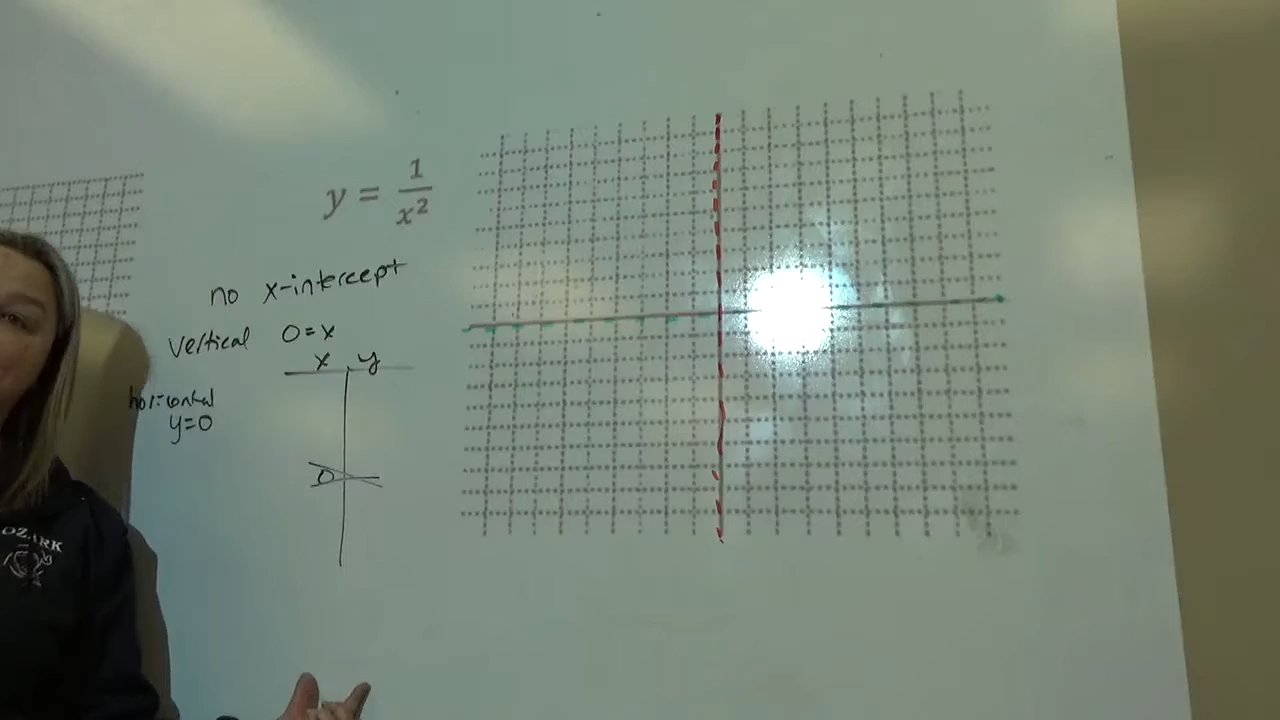 y = 1/x²
no x-intercept
vertical 0=x
x y
horizontal
y=0
0
OZARK